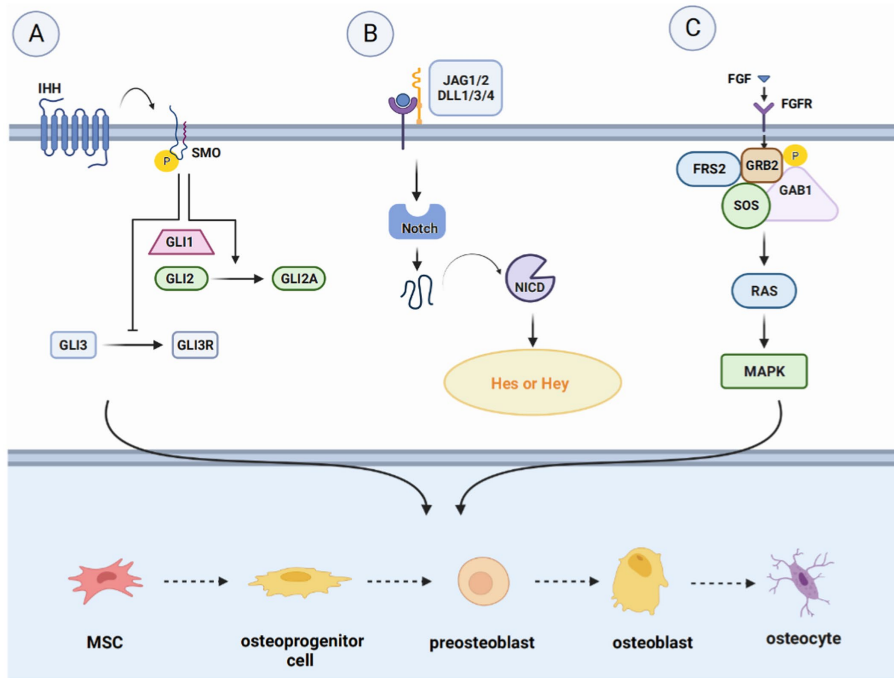 A
B
C
IHH
SMO
P
GLI1
GLI2
GLI2A
GLI3
GLI3R
JAG1/2
DLL1/3/4
Notch
NICD
Hes or Hey
FGF
FGFR
FRS2
GRB2
P
GAB1
SOS
RAS
MAPK
MSC
osteoprogenitor
cell
preosteoblast
osteoblast
osteocyte